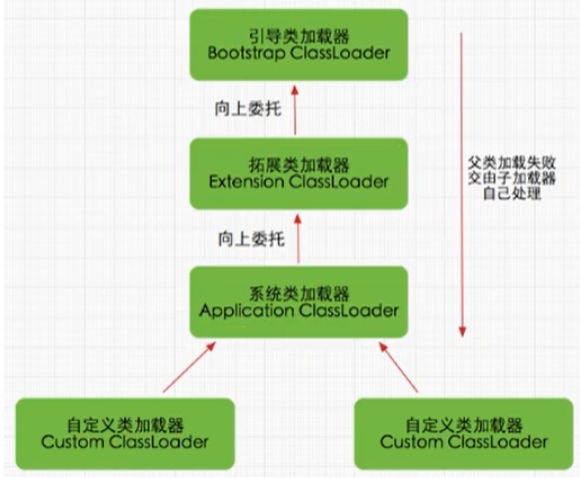 引导类加载器
Bootstrap ClassLoader
向上委托
拓展类加载器
Extension ClassLoader
父类加载失败
交由子加载器
自己处理
向上委托
系统类加载器
Application ClassLoader
自定义类加载器
Custom ClassLoader
自定义类加载器
Custom ClassLoader